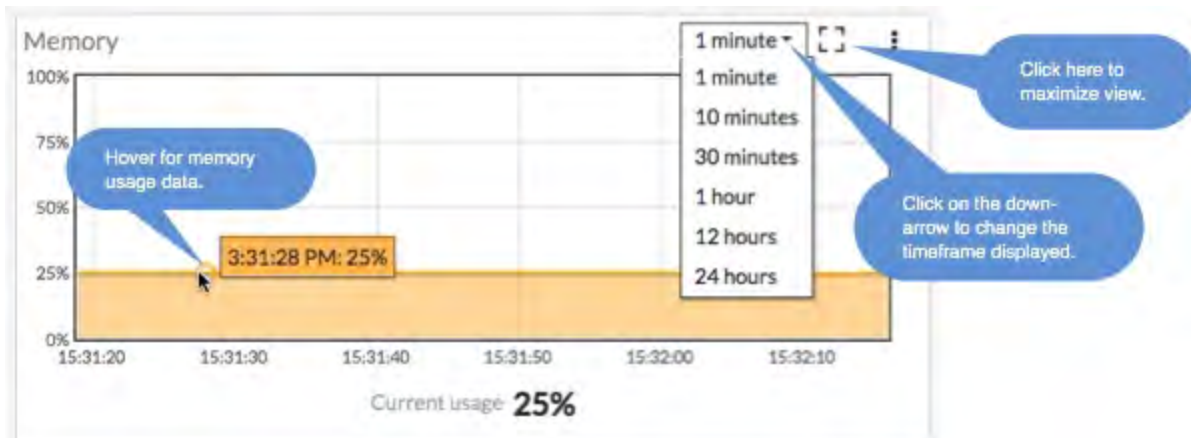 Memory
1 minute
1 minute
10 minutes
30 minutes
1 hour
12 hours
24 hours
Click here to
maximize view.
Click on the down-
arrow to change the
timeframe displayed.
Hover for memory
usage data.
100%
75%
50%
25%
0%
3:31:28 PM: 25%
15:31:20
15:31:30
15:31:40
15:31:50
15:32:00
15:32:10
Current usage 25%